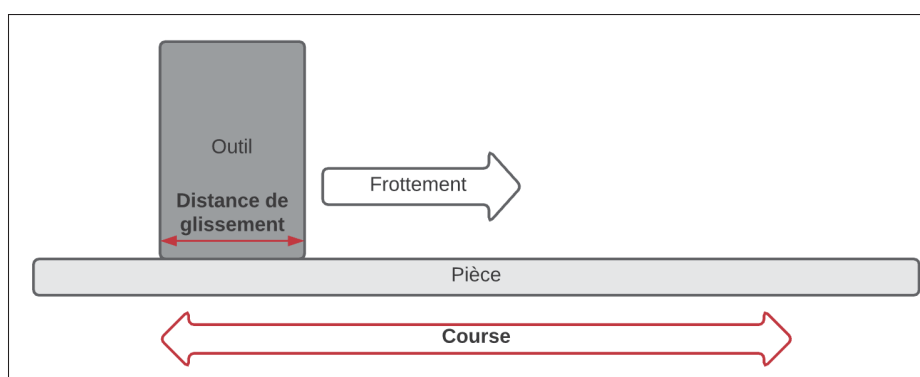 Outil
Frottement
Distance de
glissement
Pièce
Course